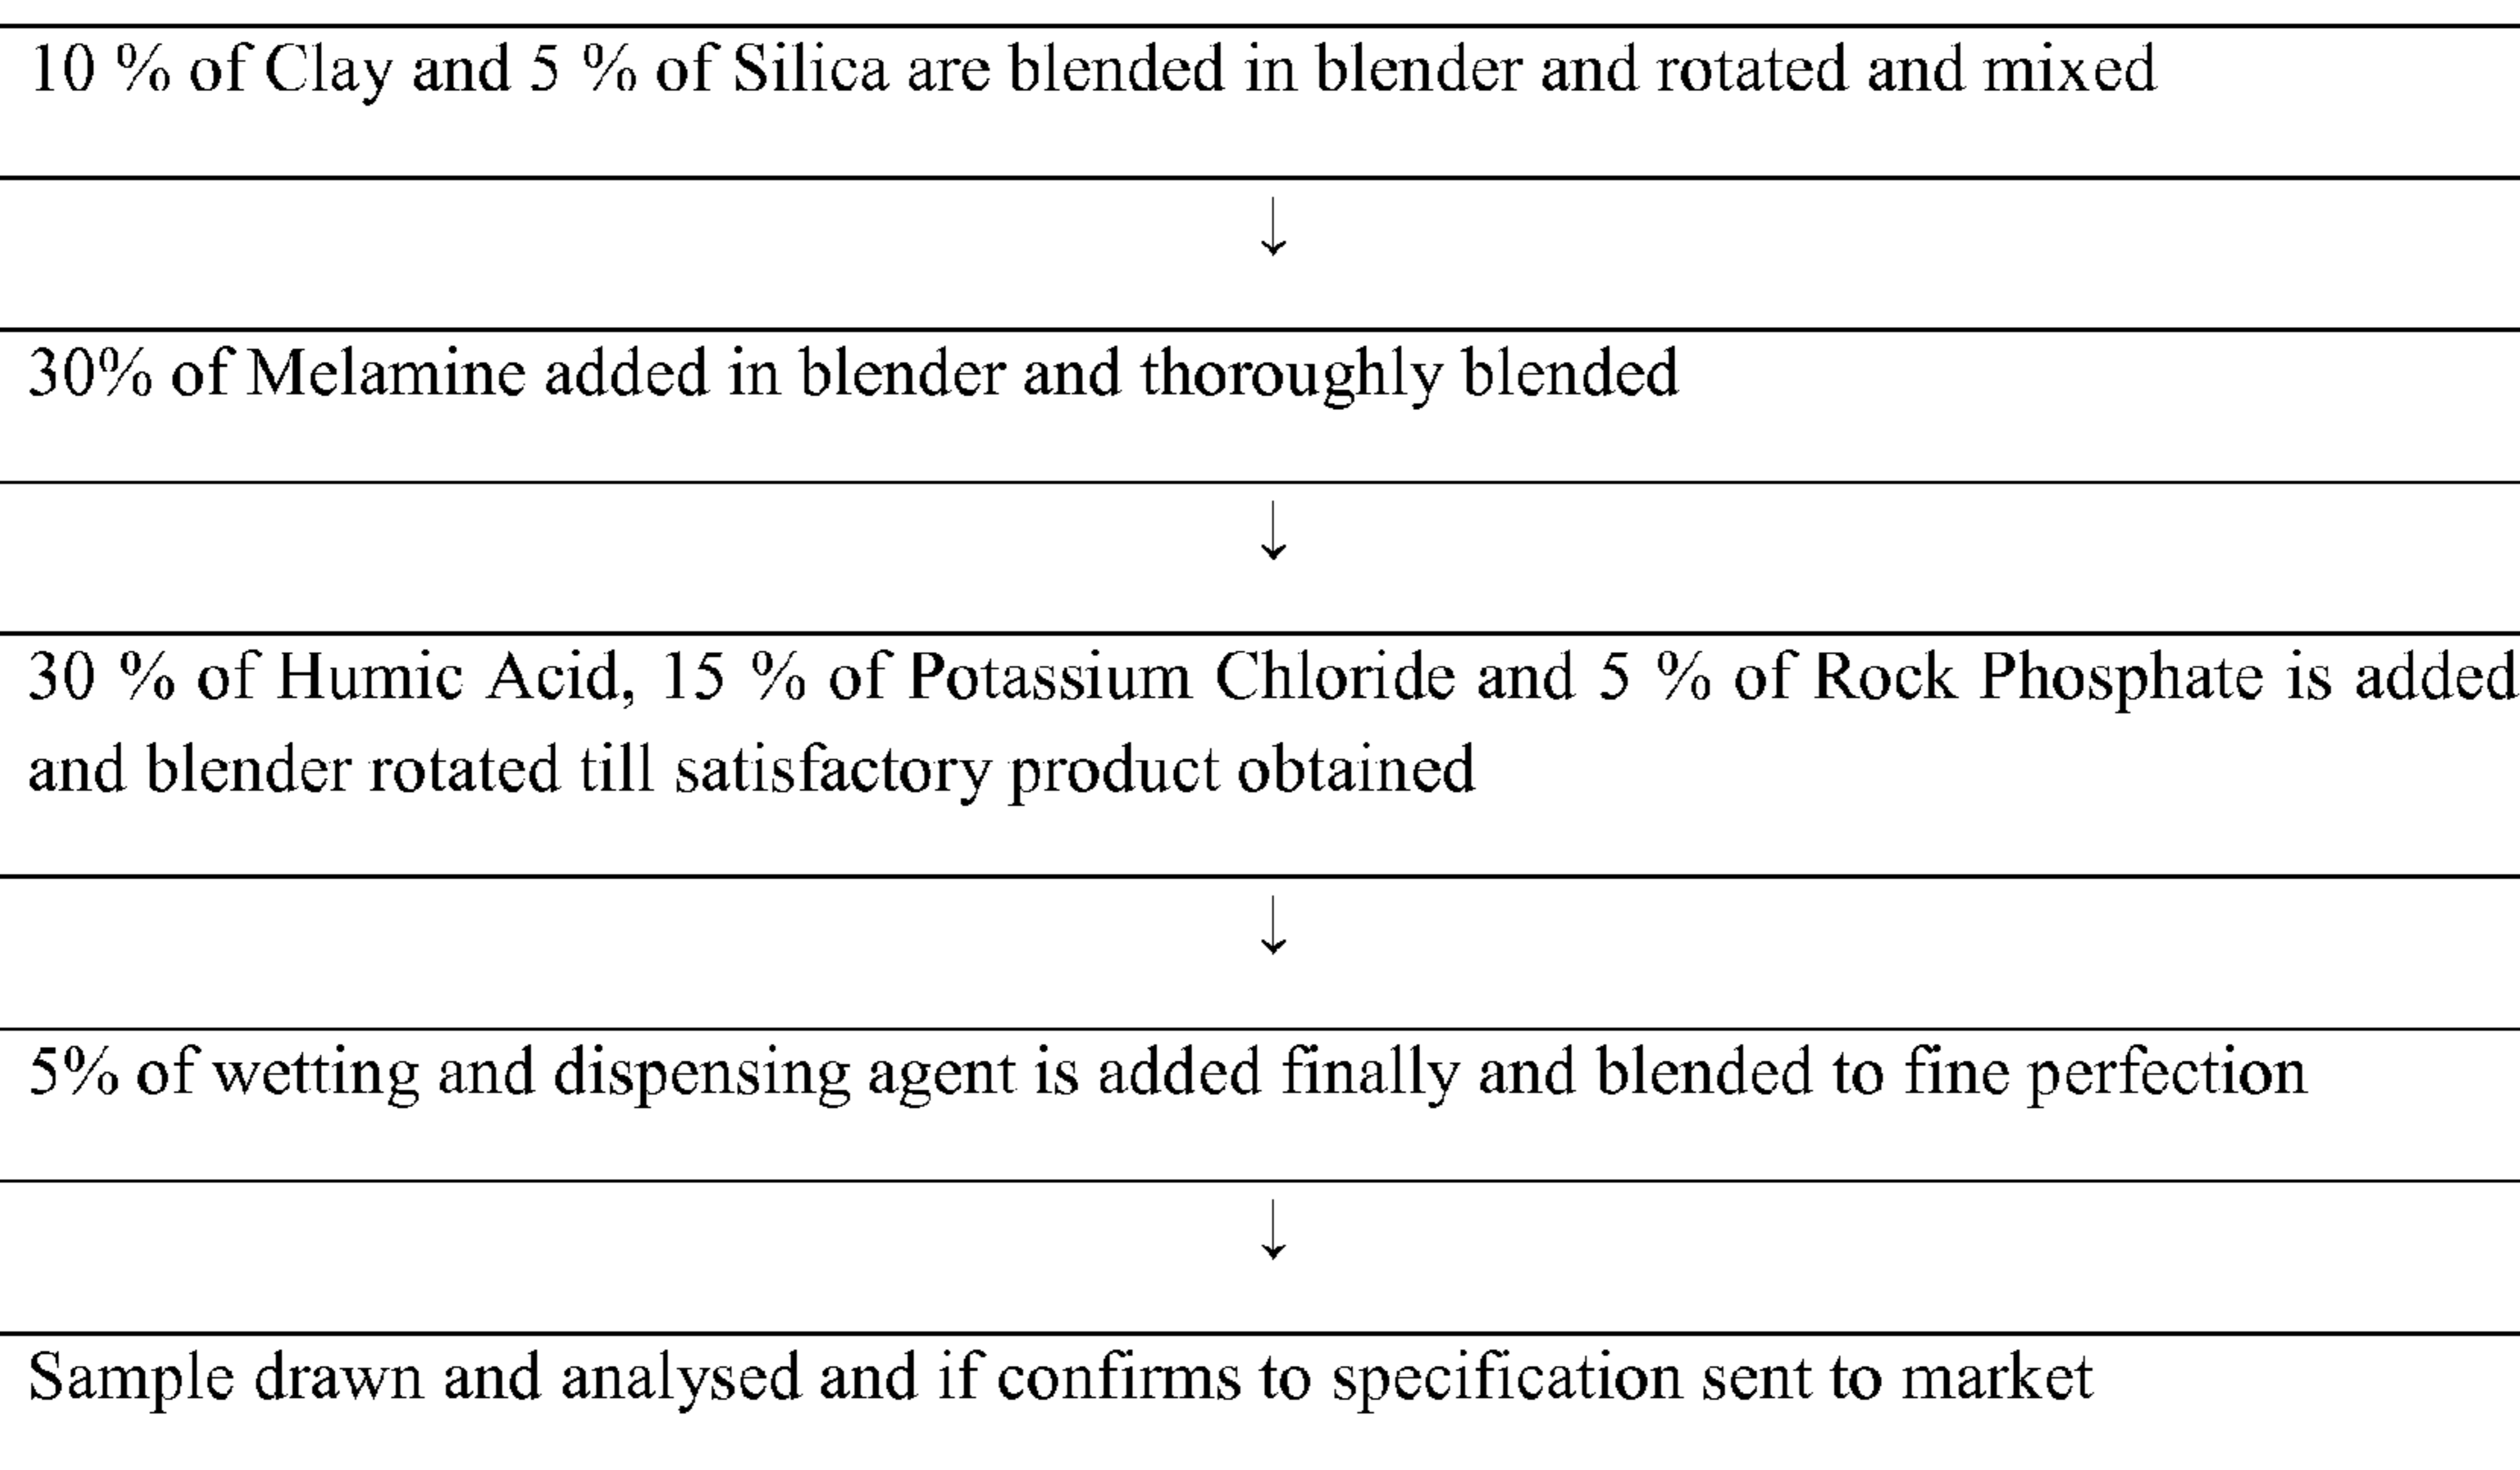 10 % of Clay and 5 % of Silica are blended in blender and rotated and mixed
↓
30% of Melamine added in blender and thoroughly blended
↓
30 % of Humic Acid, 15 % of Potassium Chloride and 5 % of Rock Phosphate is added
and blender rotated till satisfactory product obtained
↓
5% of wetting and dispensing agent is added finally and blended to fine perfection
↓
Sample drawn and analysed and if confirms to specification sent to market